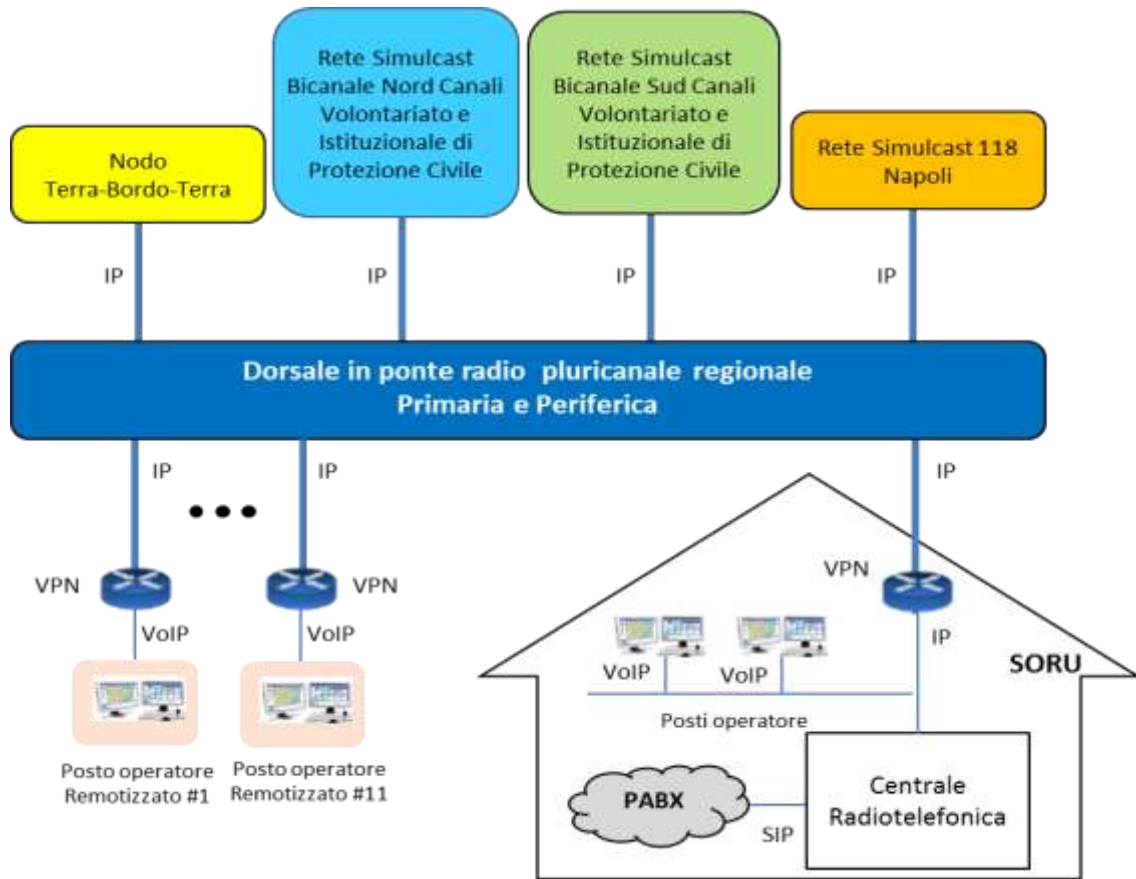 Nodo
Terra-Bordo-Terra
Rete Simulcast
Bicanale Nord Canali
Volontariato e
Istituzionale di
Protezione Civile
Rete Simulcast
Bicanale Sud Canali
Volontariato e
Istituzionale di
Protezione Civile
Rete Simulcast 118
Napoli
IP
IP
IP
IP
Dorsale in ponte radio pluricanale regionale
Primaria e Periferica
IP
IP
IP
VPN
VPN
VPN
VoIP
VoIP
IP
SORU
VoIP
VoIP
Posti operatore
Posto operatore
Remotizzato #1
Posto operatore
Remotizzato #11
PABX
SIP
Centrale
Radiotelefonica